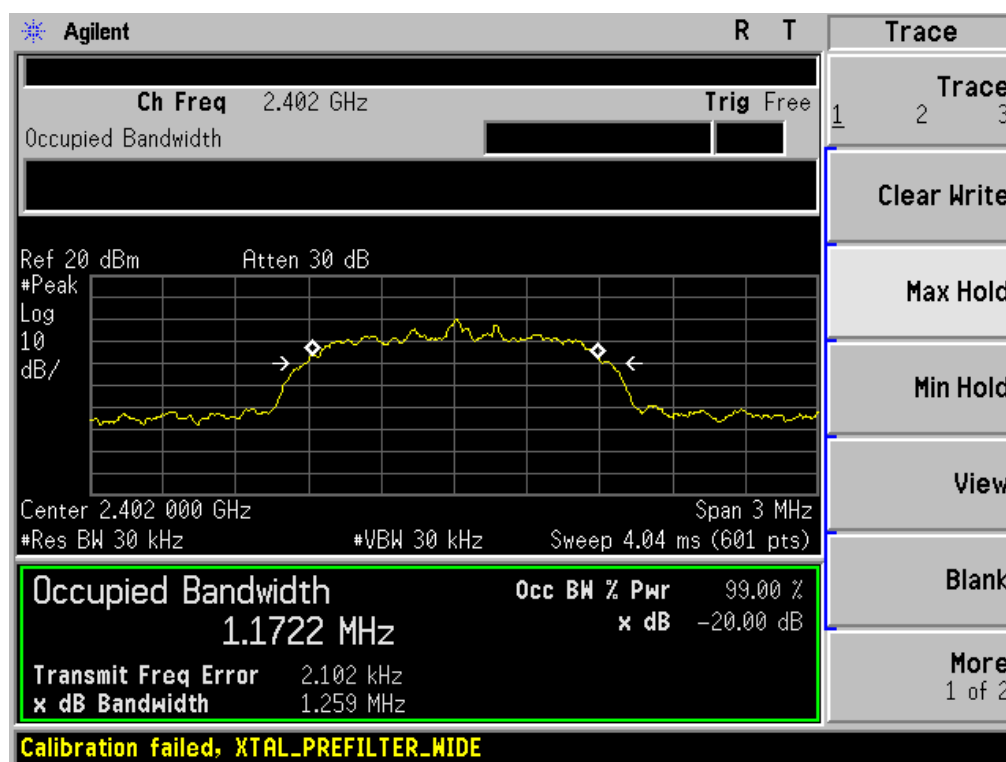 Agilent R T Trace
Ch Freq 2.402 GHz Trig Free
Occupied Bandwidth
Trace
1 2 3
Clear Write
Max Hold
Min Hold
View
Blank
More
1 of 2
Ref 20 dBm Atten 30 dB
#Peak
Log
10
dB/
Center 2.402 000 GHz Span 3 MHz
#Res BW 30 kHz #VBW 30 kHz Sweep 4.04 ms (601 pts)
Occupied Bandwidth Occ BW % Pwr 99.00 %
1.1722 MHz x dB -20.00 dB
Transmit Freq Error 2.102 kHz
x dB Bandwidth 1.259 MHz
Calibration failed, XTAL_PREFILTER_WIDE